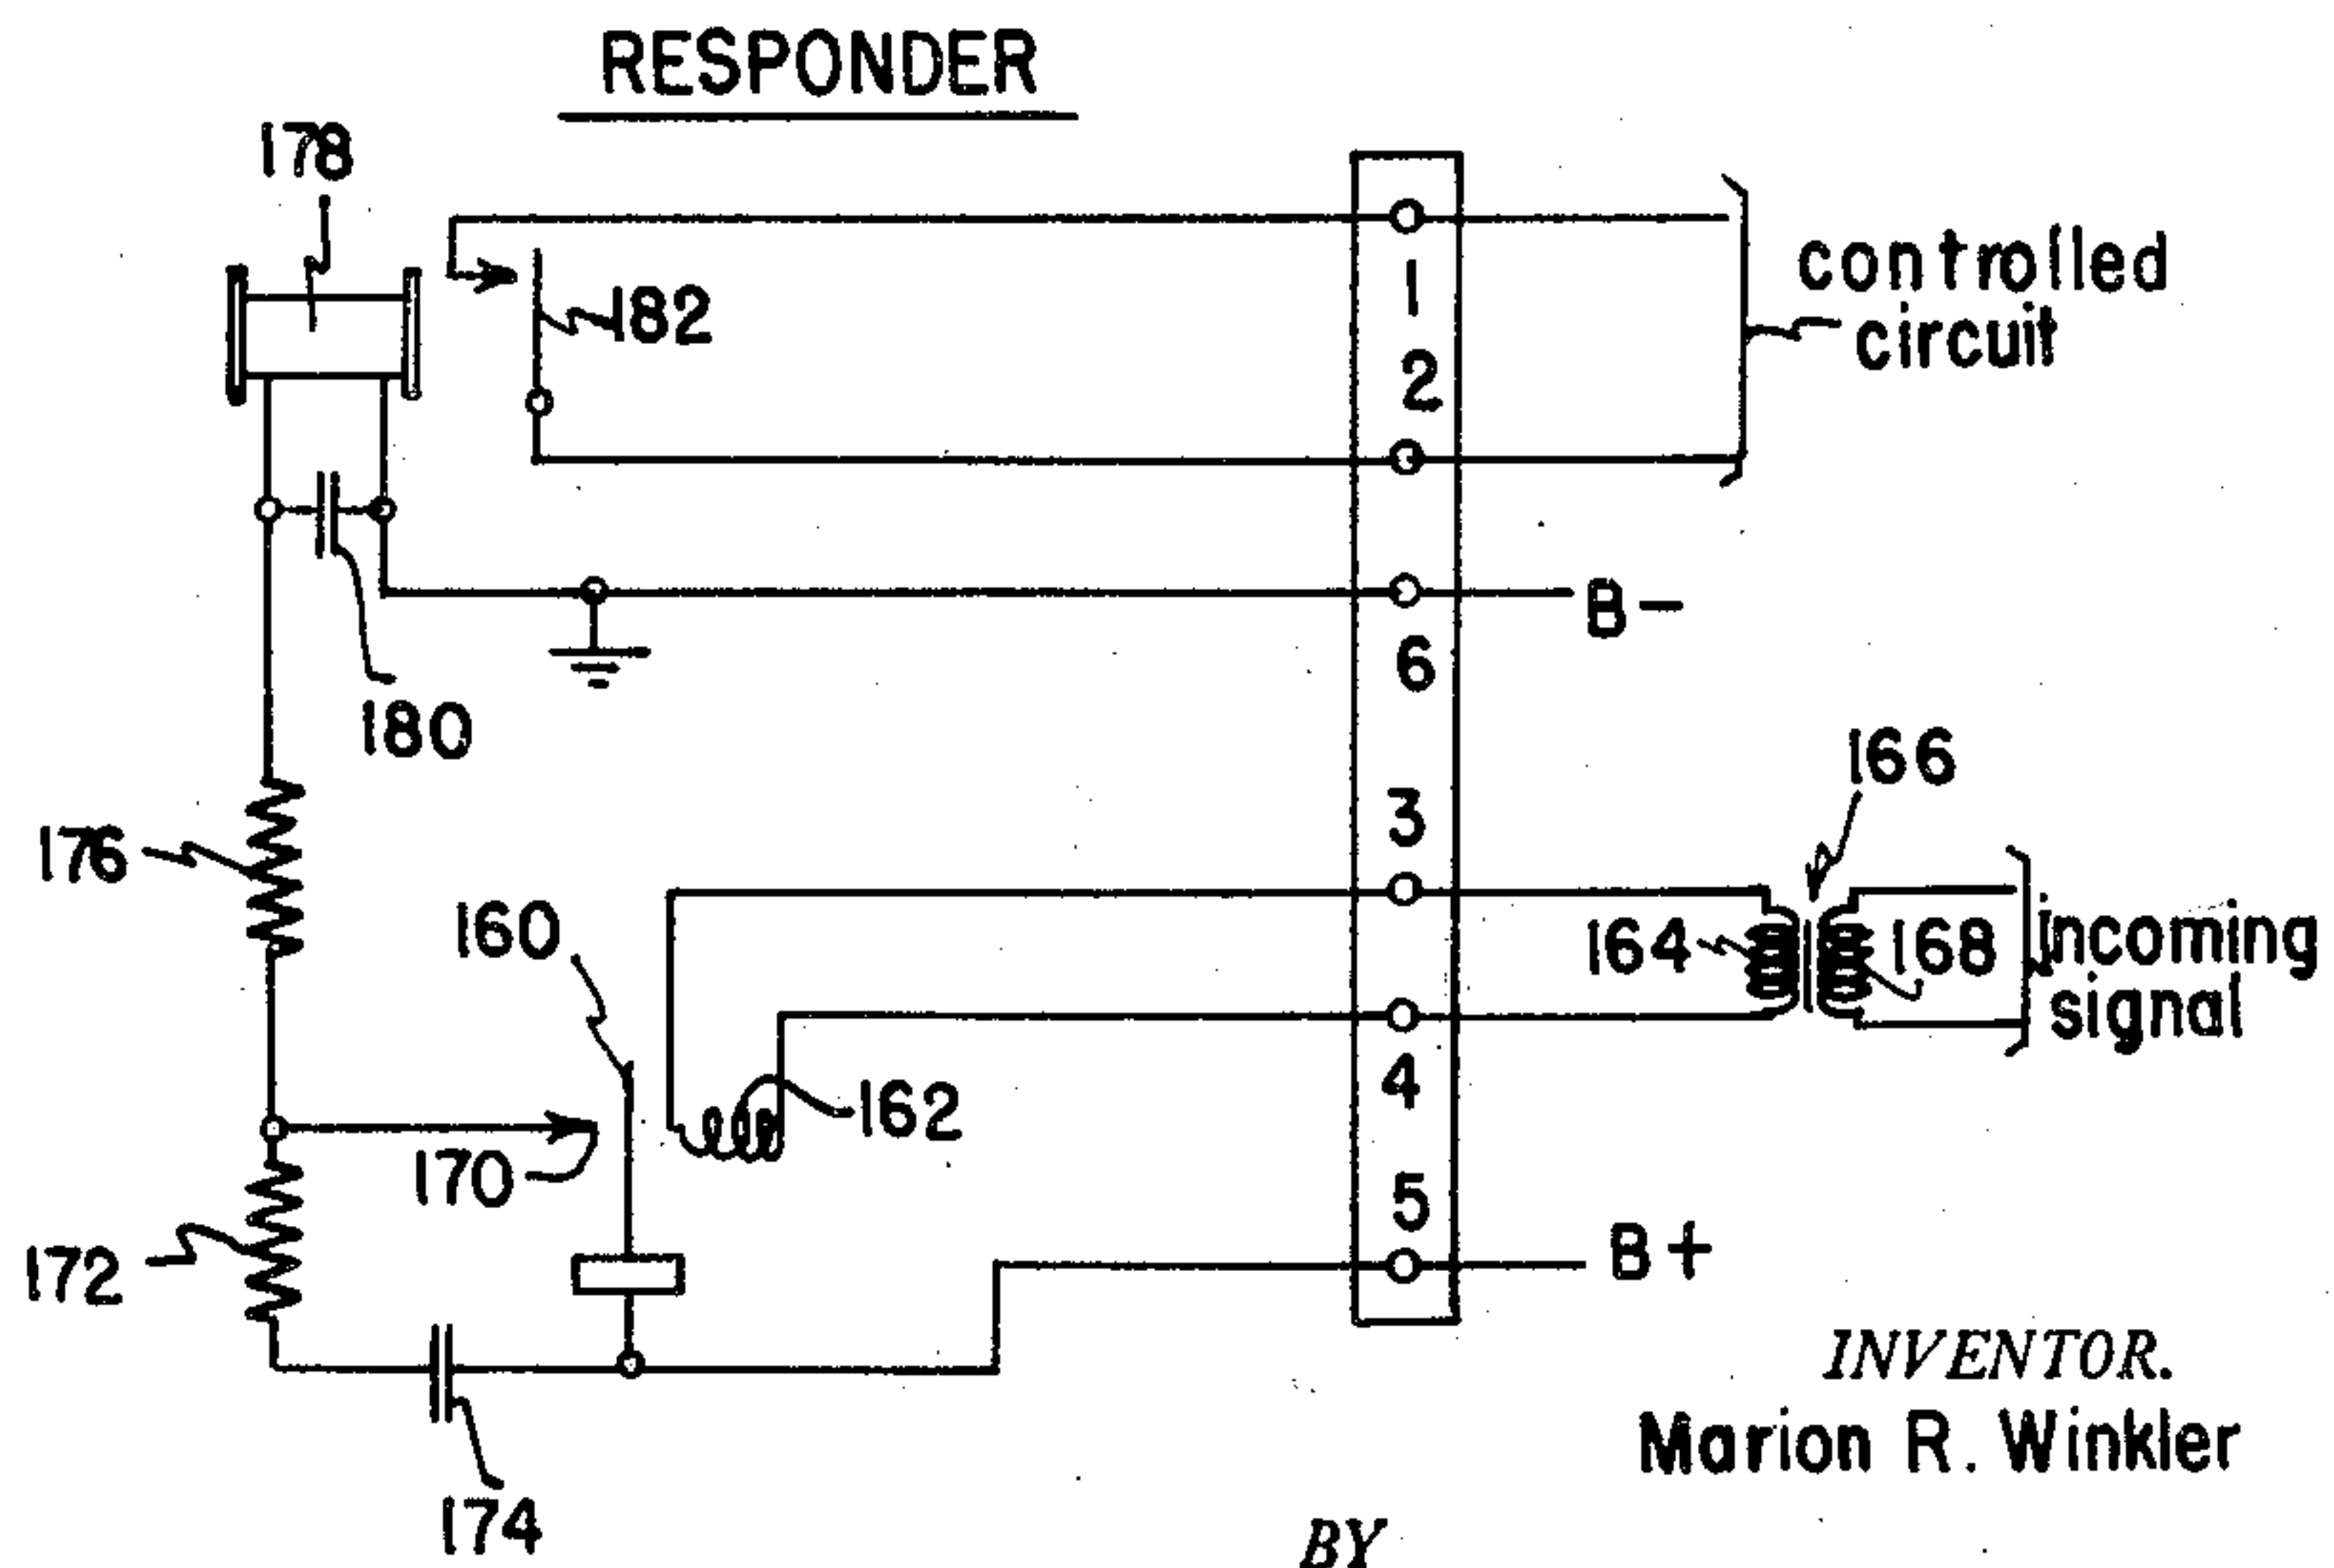 RESPONDER
178
182
1
2
controlled
circuit
B-
6
180
166
3
176
160
164
168
incoming
signal
4
162
170
5
172
B+
174
INVENTOR.
Marion R. Winkler
BY